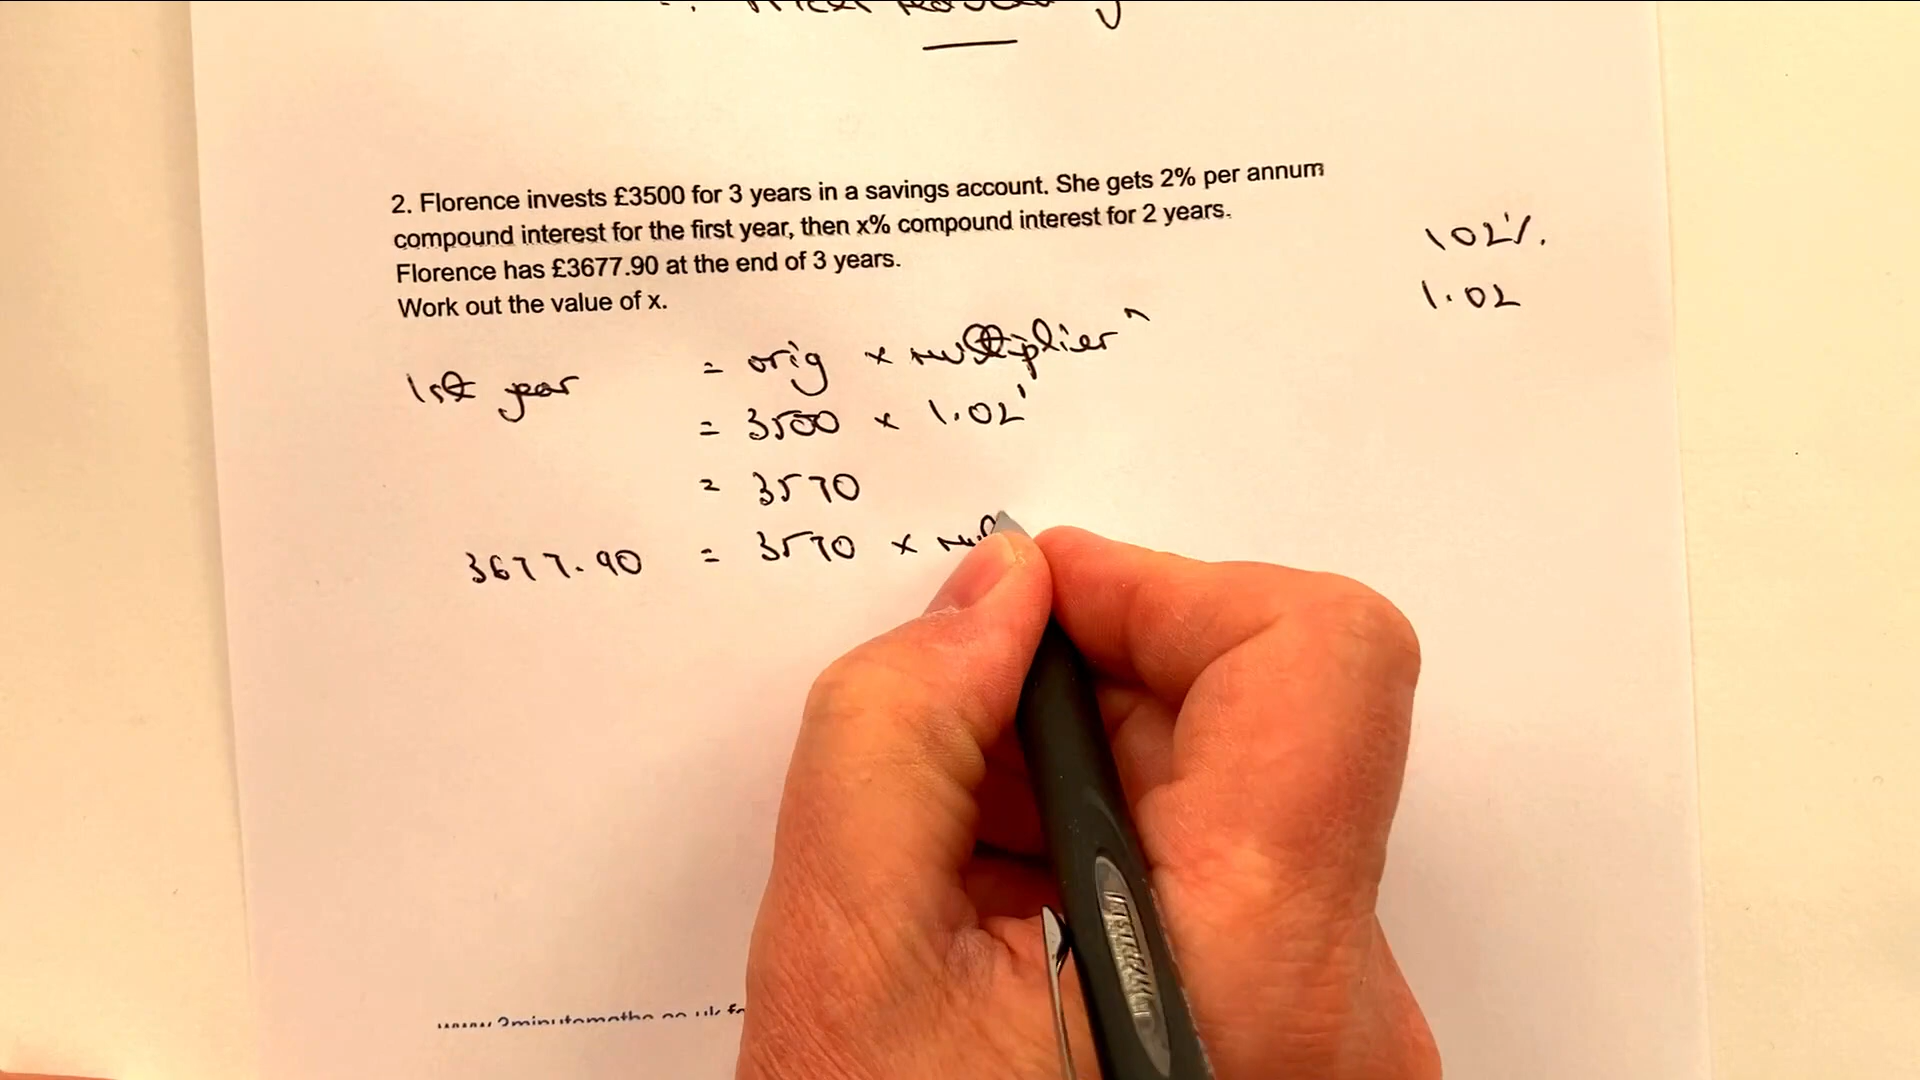 2. Florence invests £3500 for 3 years in a savings account. She gets 2% per annum
compound interest for the first year, then x% compound interest for 2 years.
Florence has £3677.90 at the end of 3 years.
Work out the value of x.
102%.
1.02
1st year = orig × multiplier^n
= 3500 × 1.02^1
= 3570
3677.90 = 3570 ×